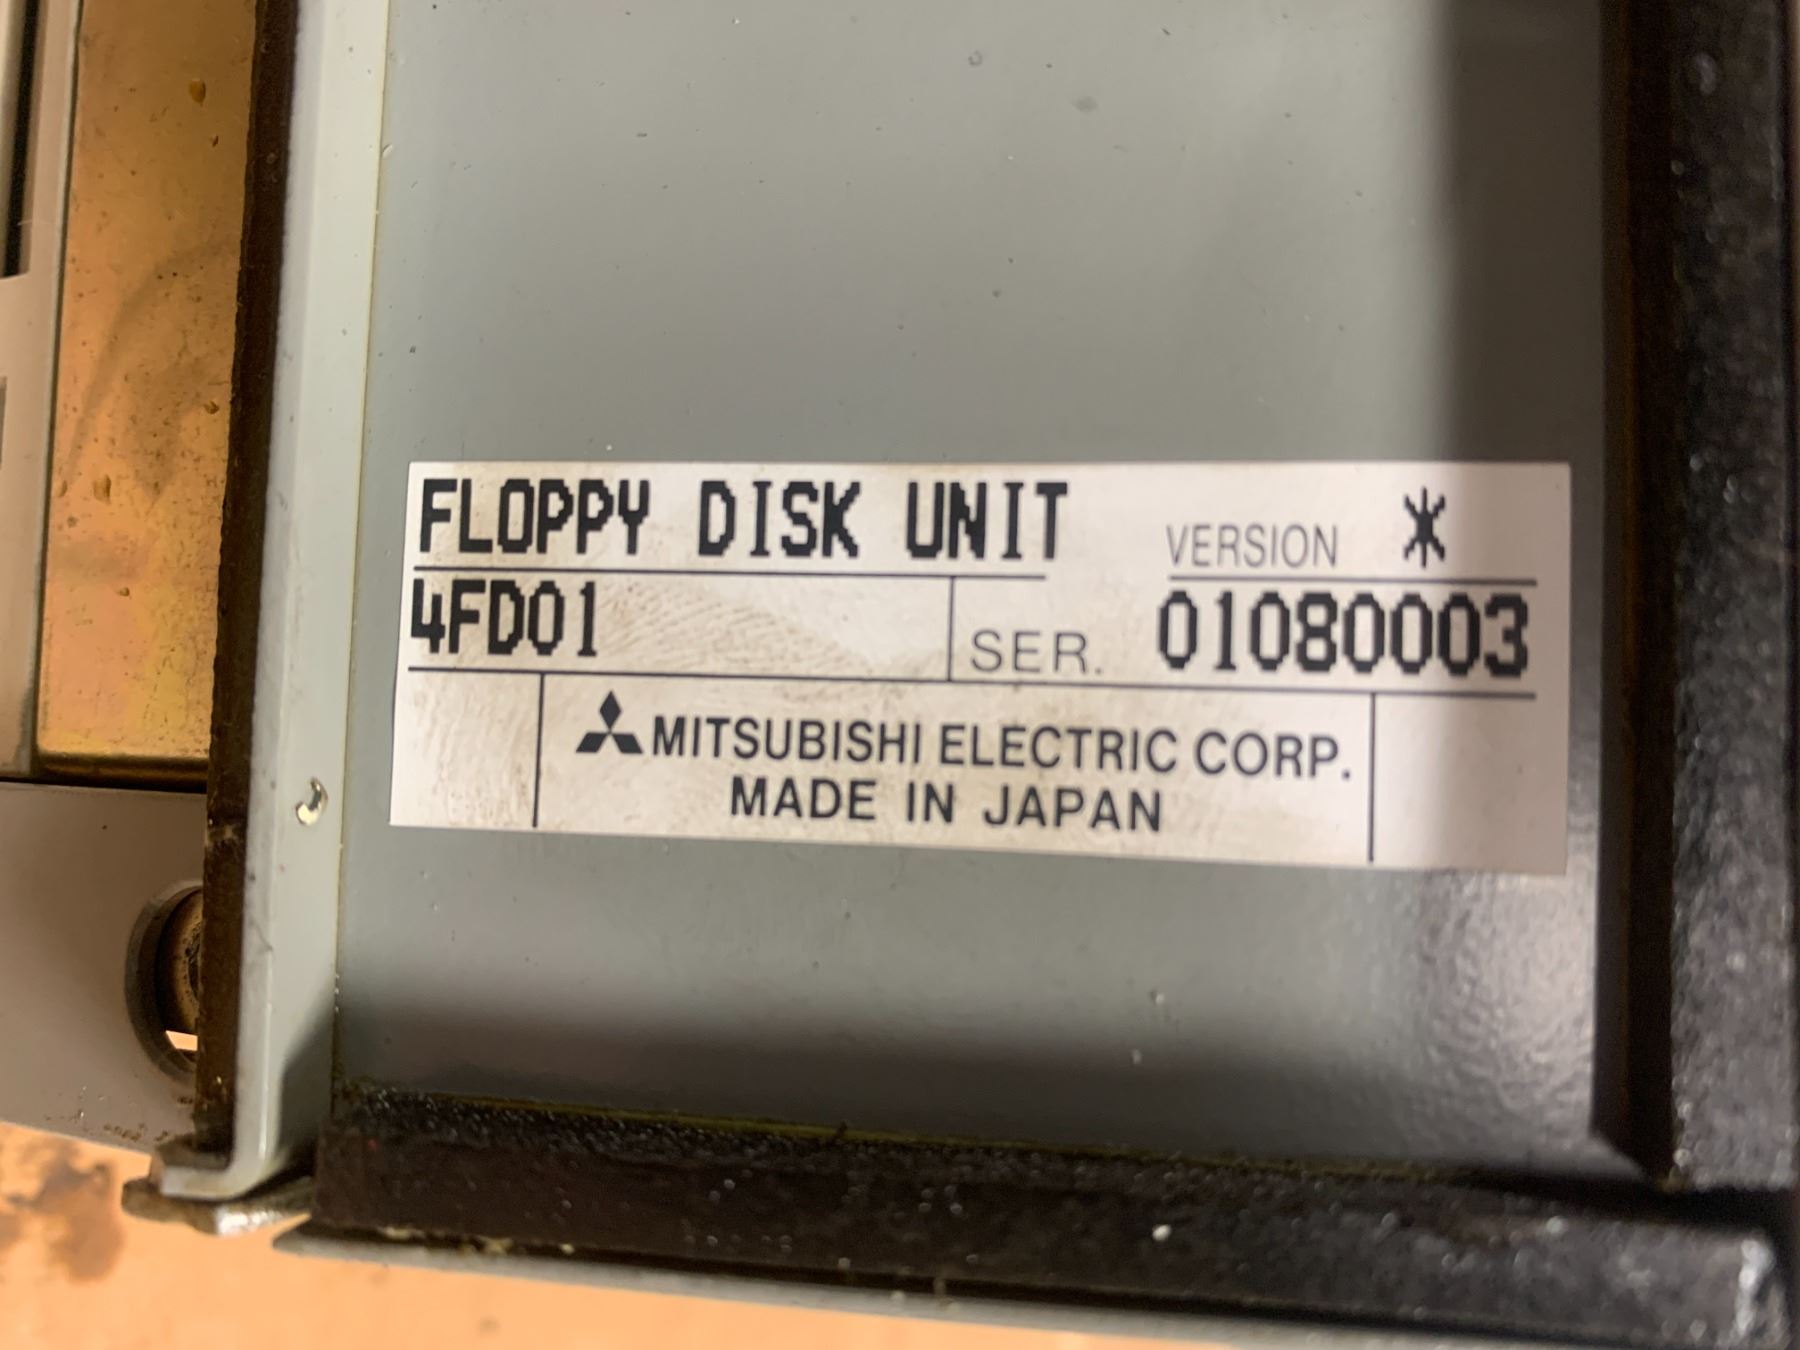 FLOPPY DISK UNIT VERSION *
4FD01 SER. 01080003
MITSUBISHI ELECTRIC CORP.
MADE IN JAPAN